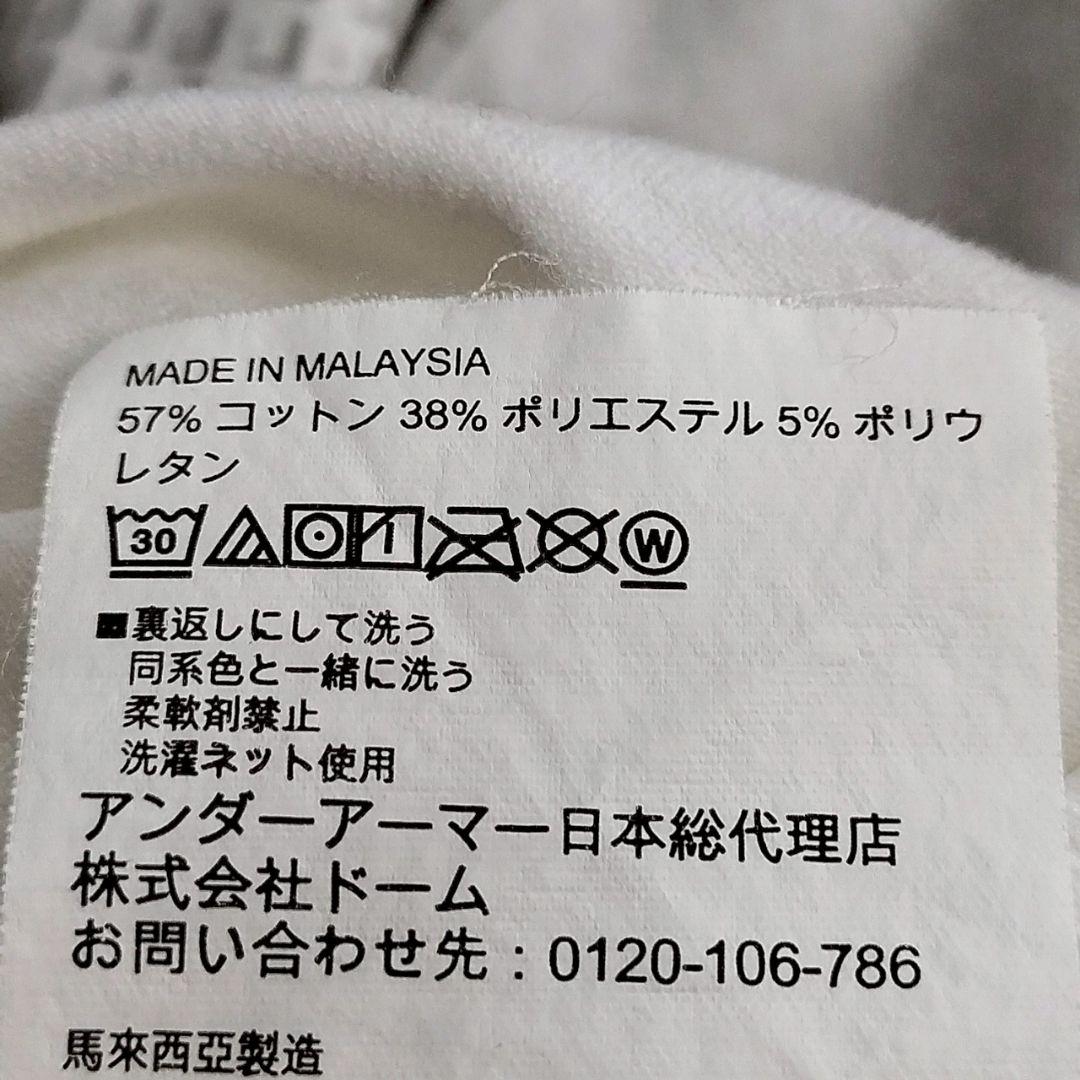 MADE IN MALAYSIA
57% コットン 38% ポリエステル 5% ポリウ
レタン
30 W
■裏返しにして洗う
同系色と一緒に洗う
柔軟剤禁止
洗濯ネット使用
アンダーアーマー日本総代理店
株式会社ドーム
お問い合わせ先：0120-106-786
馬來西亞製造